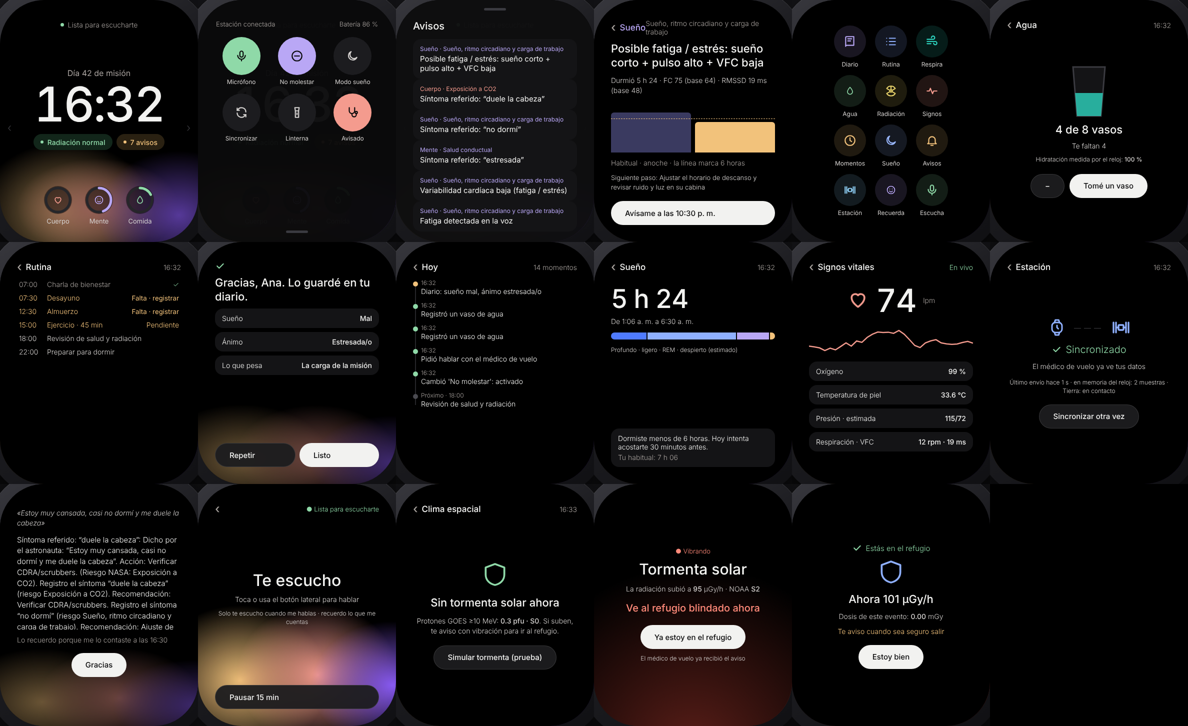 Lista para escucharte
Día 42 de misión
16:32
Radiación normal
7 avisos
Cuerpo
Mente
Comida
Estación conectada
Batería 86 %
Micrófono
No molestar
Modo sueño
Sincronizar
Linterna
Avisado
Avisos
Sueño · Sueño, ritmo circadiano y carga de trabajo
Posible fatiga / estrés: sueño corto +
pulso alto + VFC baja
Cuerpo · Exposición a CO2
Síntoma referido: “duele la cabeza”
Sueño · Sueño, ritmo circadiano y carga de trabajo
Síntoma referido: “no dormí”
Mente · Salud conductual
Síntoma referido: “estresada”
Sueño · Sueño, ritmo circadiano y carga de trabajo
Variabilidad cardíaca baja (fatiga / estrés)
Sueño · Sueño, ritmo circadiano y carga de trabajo
Fatiga detectada en la voz
Sueño
Sueño, ritmo circadiano y carga de
trabajo
Posible fatiga / estrés: sueño
corto + pulso alto + VFC baja
Durmió 5 h 24 · FC 75 (base 64) · RMSSD 19 ms
(base 48)
Habitual · anoche · la línea marca 6 horas
Siguiente paso: Ajustar el horario de descanso y
revisar ruido y luz en su cabina
Avísame a las 10:30 p. m.
Diario
Rutina
Respira
Agua
Radiación
Signos
Momentos
Sueño
Avisos
Estación
Recuerda
Escucha
Agua
16:32
4 de 8 vasos
Te faltan 4
Hidratación medida por el reloj: 100 %
−
Tomé un vaso
Rutina
16:32
07:00 Charla de bienestar
07:30 Desayuno Falta · registrar
12:30 Almuerzo Falta · registrar
15:00 Ejercicio · 45 min Pendiente
18:00 Revisión de salud y radiación
22:00 Preparar para dormir
Gracias, Ana. Lo guardé en tu
diario.
Sueño Mal
Ánimo Estresada/o
Lo que pesa La carga de la misión
Repetir
Listo
Hoy
14 momentos
16:32
Diario: sueño mal, ánimo estresada/o
16:32
Registró un vaso de agua
16:32
Registró un vaso de agua
16:32
Pidió hablar con el médico de vuelo
16:32
Cambió 'No molestar': activado
Próximo · 18:00
Revisión de salud y radiación
Sueño
16:32
5 h 24
De 1:06 a. m. a 6:30 a. m.
Profundo · ligero · REM · despierto (estimado)
Dormiste menos de 6 horas. Hoy intenta
acostarte 30 minutos antes.
Tu habitual: 7 h 06
Signos vitales
En vivo
74 lpm
Oxígeno 99 %
Temperatura de piel 33.6 °C
Presión · estimada 115/72
Respiración · VFC 12 rpm · 19 ms
Estación
16:32
Sincronizado
El médico de vuelo ya ve tus datos
Último envío hace 1 s · en memoria del reloj: 2 muestras ·
Tierra: en contacto
Sincronizar otra vez
«Estoy muy cansada, casi no dormí y me duele la
cabeza»
Síntoma referido: “duele la cabeza”: Dicho por
el astronauta: “Estoy muy cansada, casi no
dormí y me duele la cabeza”. Acción: Verificar
CDRA/scrubbers. (Riesgo NASA: Exposición a
CO2). Registro el síntoma “duele la cabeza”
(riesgo Exposición a CO2). Recomendación:
Verificar CDRA/scrubbers. Registro el síntoma
“no dormí” (riesgo Sueño, ritmo circadiano y
carga de trabajo). Recomendación: Ajuste de
Lo recuerdo porque me lo contaste a las 16:30
Gracias
Lista para escucharte
Te escucho
Toca o usa el botón lateral para hablar
Solo te escucho cuando me hablas · recuerdo lo que me
cuentas
Pausar 15 min
Clima espacial
16:33
Sin tormenta solar ahora
Protones GOES ≥10 MeV: 0.3 pfu · S0. Si suben,
te aviso con vibración para ir al refugio.
Simular tormenta (prueba)
Vibrando
Tormenta solar
La radiación subió a 95 µGy/h · NOAA S2
Ve al refugio blindado ahora
Ya estoy en el refugio
El médico de vuelo ya recibió el aviso
Estás en el refugio
Ahora 101 µGy/h
Dosis de este evento: 0.00 mGy
Te aviso cuando sea seguro salir
Estoy bien